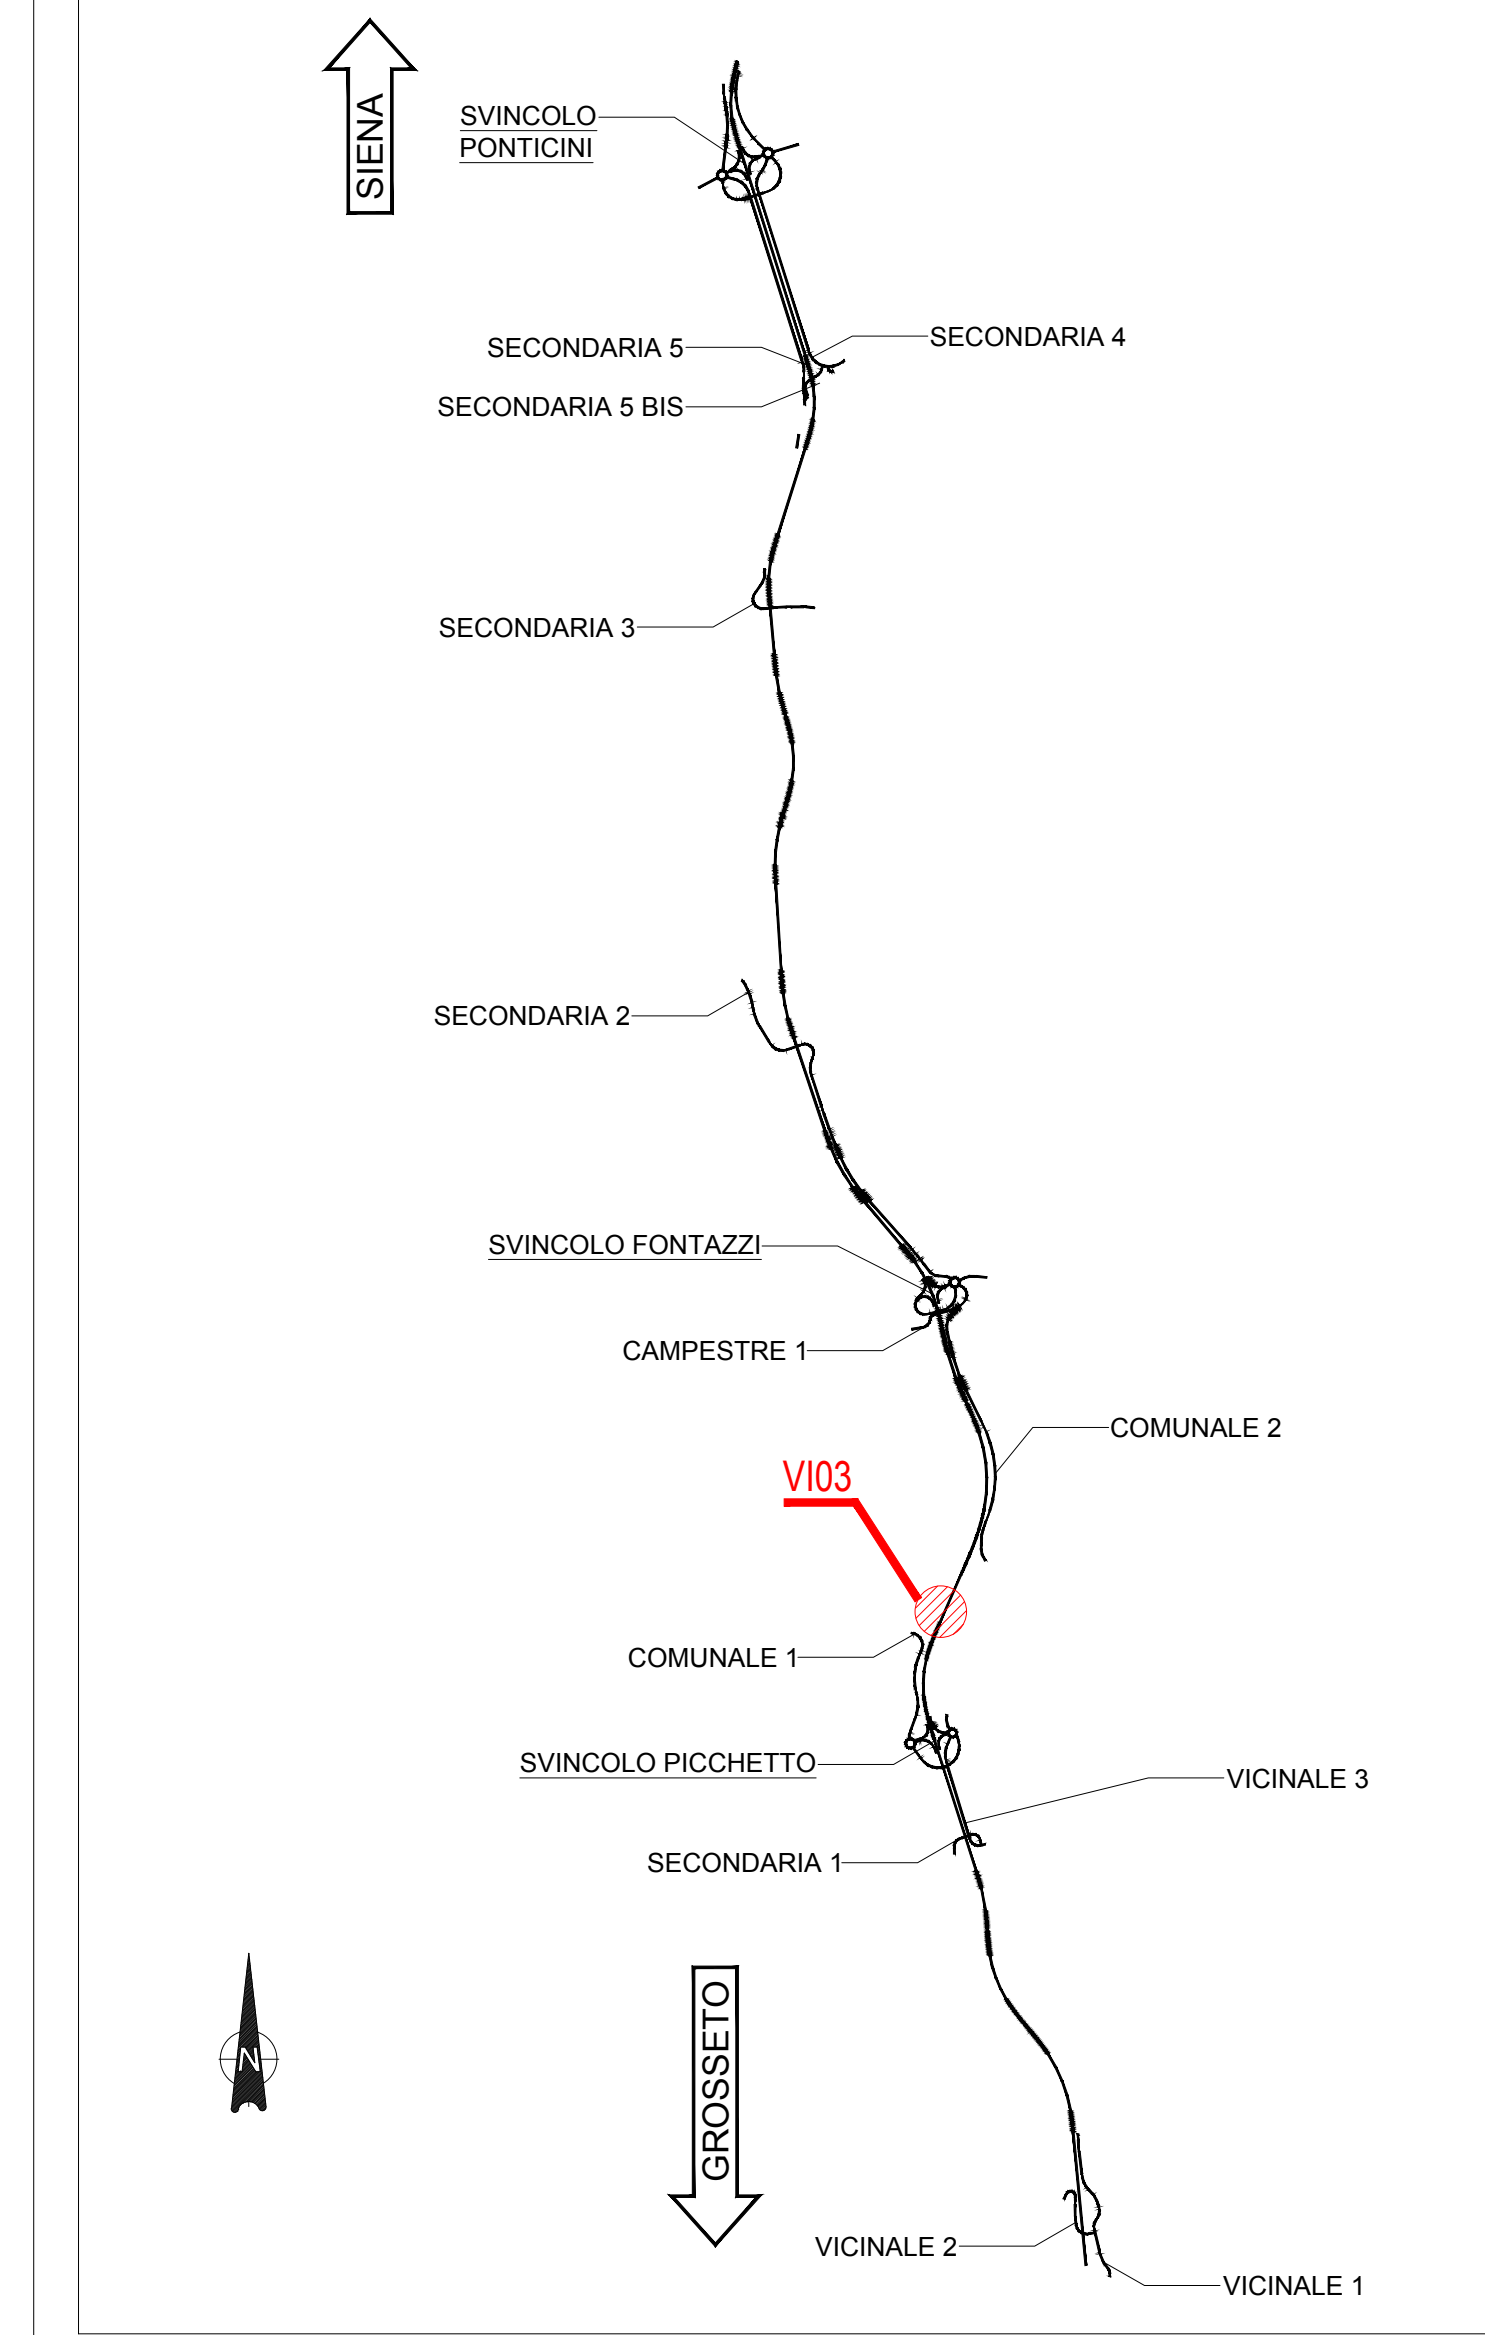 SIENA
SVINCOLO
PONTICINI
SECONDARIA 4
SECONDARIA 5
SECONDARIA 5 BIS
SECONDARIA 3
SECONDARIA 2
SVINCOLO FONTAZZI
CAMPESTRE 1
COMUNALE 2
VI03
COMUNALE 1
SVINCOLO PICCHETTO
VICINALE 3
SECONDARIA 1
GROSSETO
N
VICINALE 2
VICINALE 1